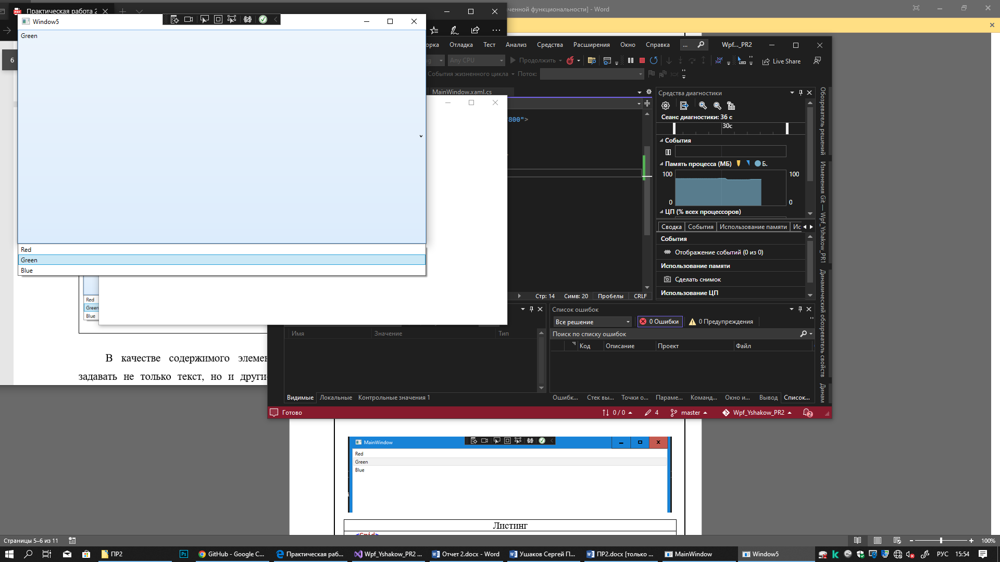 Практическая работа 2
ченной функциональности] - Word
Window5
Green
6
Red
Green
Blue
Red
Green
Blue
орка
Отладка
Тест
Анализ
Средства
Расширения
Окно
Справка
...
Wpf..._PR2
Any CPU
Продолжить
Live Share
События жизненного цикла
Поток:
MainWindow.xaml.cs
800">
Средства диагностики
Сеанс диагностики: 36 с
30с
События
Память процесса (МБ)
Б..
100
100
0
0
ЦП (% всех процессоров)
Сводка
События
Использование памяти
Ис
События
Отображение событий (0 из 0)
Использование памяти
Сделать снимок
Использование ЦП
Обозреватель решений
Изменения Git — Wpf_Yshakow_PR1
Динамический обозреватель свойств
Динам
Стр: 14
Симв: 20
Пробелы
CRLF
Имя
Значение
Тип
Видимые
Локальные
Контрольные значения 1
Список ошибок
Все решение
0 Ошибки
0 Предупреждения
Поиск по списку ошибок
Код
Описание
Проект
Файл
Ошибк...
Стек вы...
Точки о...
Параме...
Команд...
Окно и...
Вывод
Список...
Готово
0 / 0
4
master
Wpf_Yshakow_PR2
2
В качестве содержимого элемен
задавать не только текст, но и другие
MainWindow
Red
Green
Blue
Листинг
<Grid>
Страницы 5–6 из 11
100%
ПР2
GitHub - Google C...
Практическая раб...
Wpf_Yshakow_PR2 ...
Отчет 2.docx - Word
Ушаков Сергей П...
ПР2.docx [только ...
MainWindow
Window5
РУС
15:54